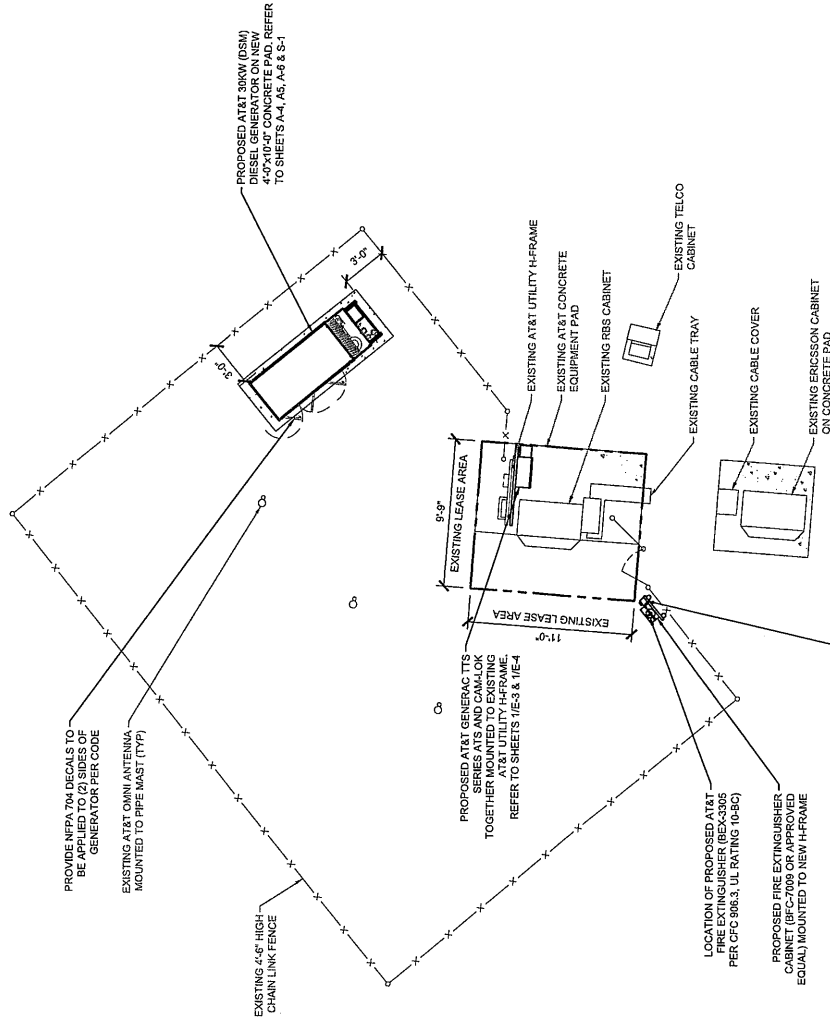 PROPOSED AT&T 30KW (DSM)
DIESEL GENERATOR ON NEW
4'-0"x10'-0" CONCRETE PAD. REFER
TO SHEETS A-4, A5, A-6 & S-1
PROVIDE NFPA 704 DECALS TO
BE APPLIED TO (2) SIDES OF
GENERATOR PER CODE
EXISTING AT&T OMNI ANTENNA
MOUNTED TO PIPE MAST (TYP)
EXISTING 4'-6" HIGH
CHAIN LINK FENCE
3'-0"
3'-0"
9'-9"
EXISTING LEASE AREA
11'-0"
EXISTING LEASE AREA
PROPOSED AT&T GENERAC TTS
SERIES ATS AND CAM-LOK
TOGETHER MOUNTED TO EXISTING
AT&T UTILITY H-FRAME.
REFER TO SHEETS 1/E-3 & 1/E-4
EXISTING AT&T UTILITY H-FRAME
EXISTING AT&T CONCRETE
EQUIPMENT PAD
EXISTING RBS CABINET
EXISTING TELCO
CABINET
EXISTING CABLE TRAY
EXISTING CABLE COVER
EXISTING ERICSSON CABINET
ON CONCRETE PAD
LOCATION OF PROPOSED AT&T
FIRE EXTINGUISHER (BEX-3305
PER CFC 906.3, UL RATING 10-BC)
PROPOSED FIRE EXTINGUISHER
CABINET (BFC-7009 OR APPROVED
EQUAL) MOUNTED TO NEW H-FRAME